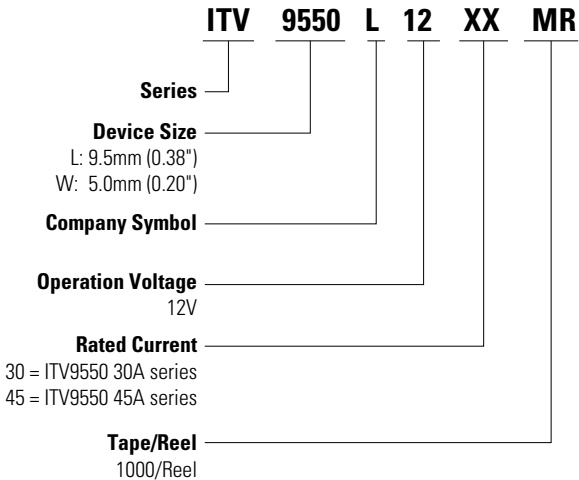 ITV 9550 L 12 XX MR
Series
Device Size
L: 9.5mm (0.38")
W: 5.0mm (0.20")
Company Symbol
Operation Voltage
12V
Rated Current
30 = ITV9550 30A series
45 = ITV9550 45A series
Tape/Reel
1000/Reel